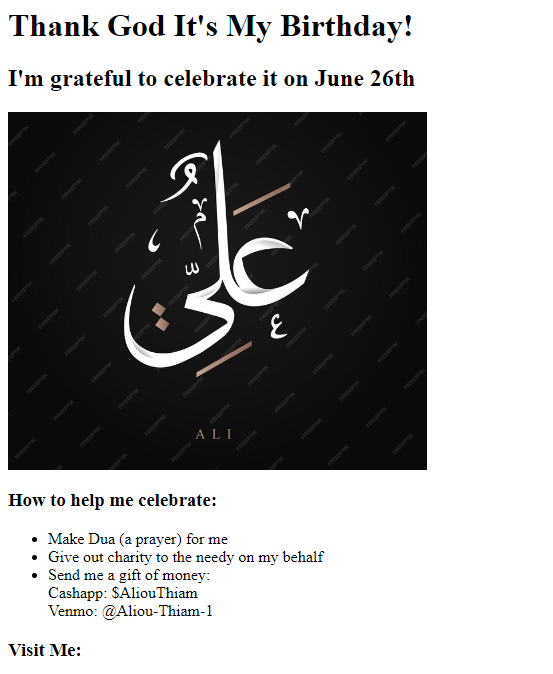 Thank God It's My Birthday!
I'm grateful to celebrate it on June 26th
عَلِيّ
ALI
How to help me celebrate:
Make Dua (a prayer) for me
Give out charity to the needy on my behalf
Send me a gift of money:
Cashapp: $AliouThiam
Venmo: @Aliou-Thiam-1
Visit Me: